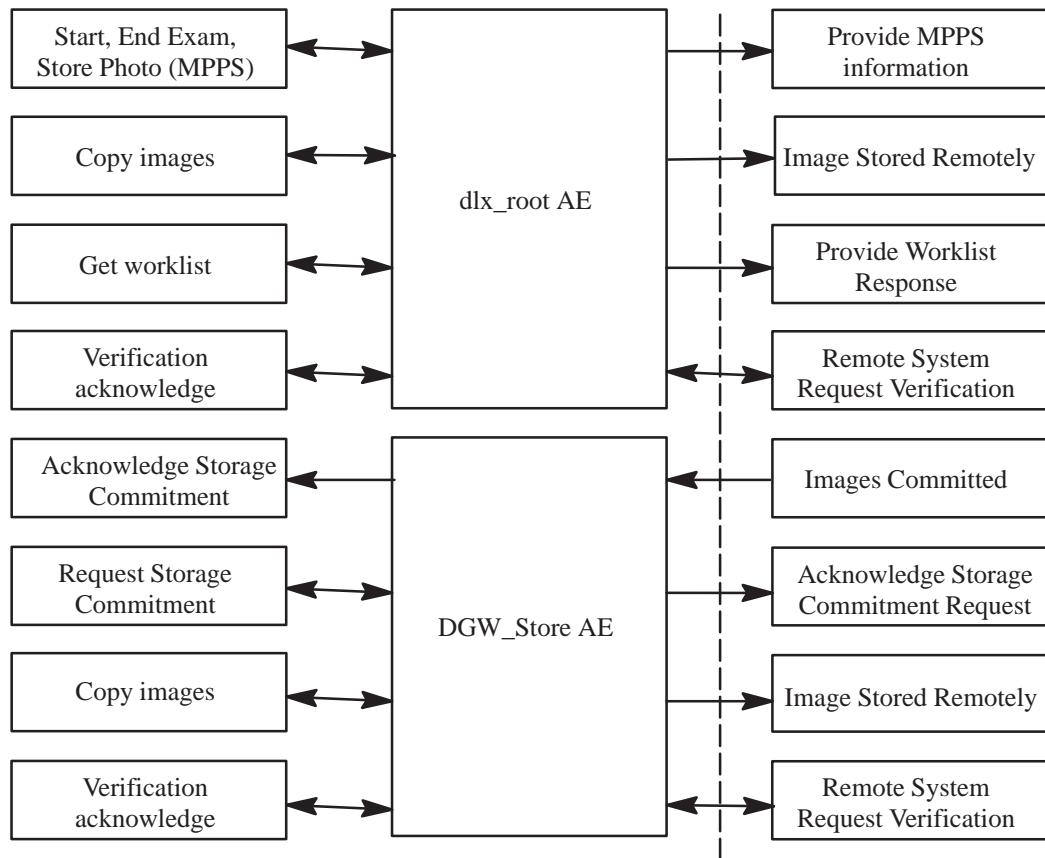 Start, End Exam,
Store Photo (MPPS)
Provide MPPS
information
Copy images
Image Stored Remotely
dlx_root AE
Get worklist
Provide Worklist
Response
Verification
acknowledge
Remote System
Request Verification
Acknowledge Storage
Commitment
Images Committed
Request Storage
Commitment
Acknowledge Storage
Commitment Request
DGW_Store AE
Copy images
Image Stored Remotely
Verification
acknowledge
Remote System
Request Verification